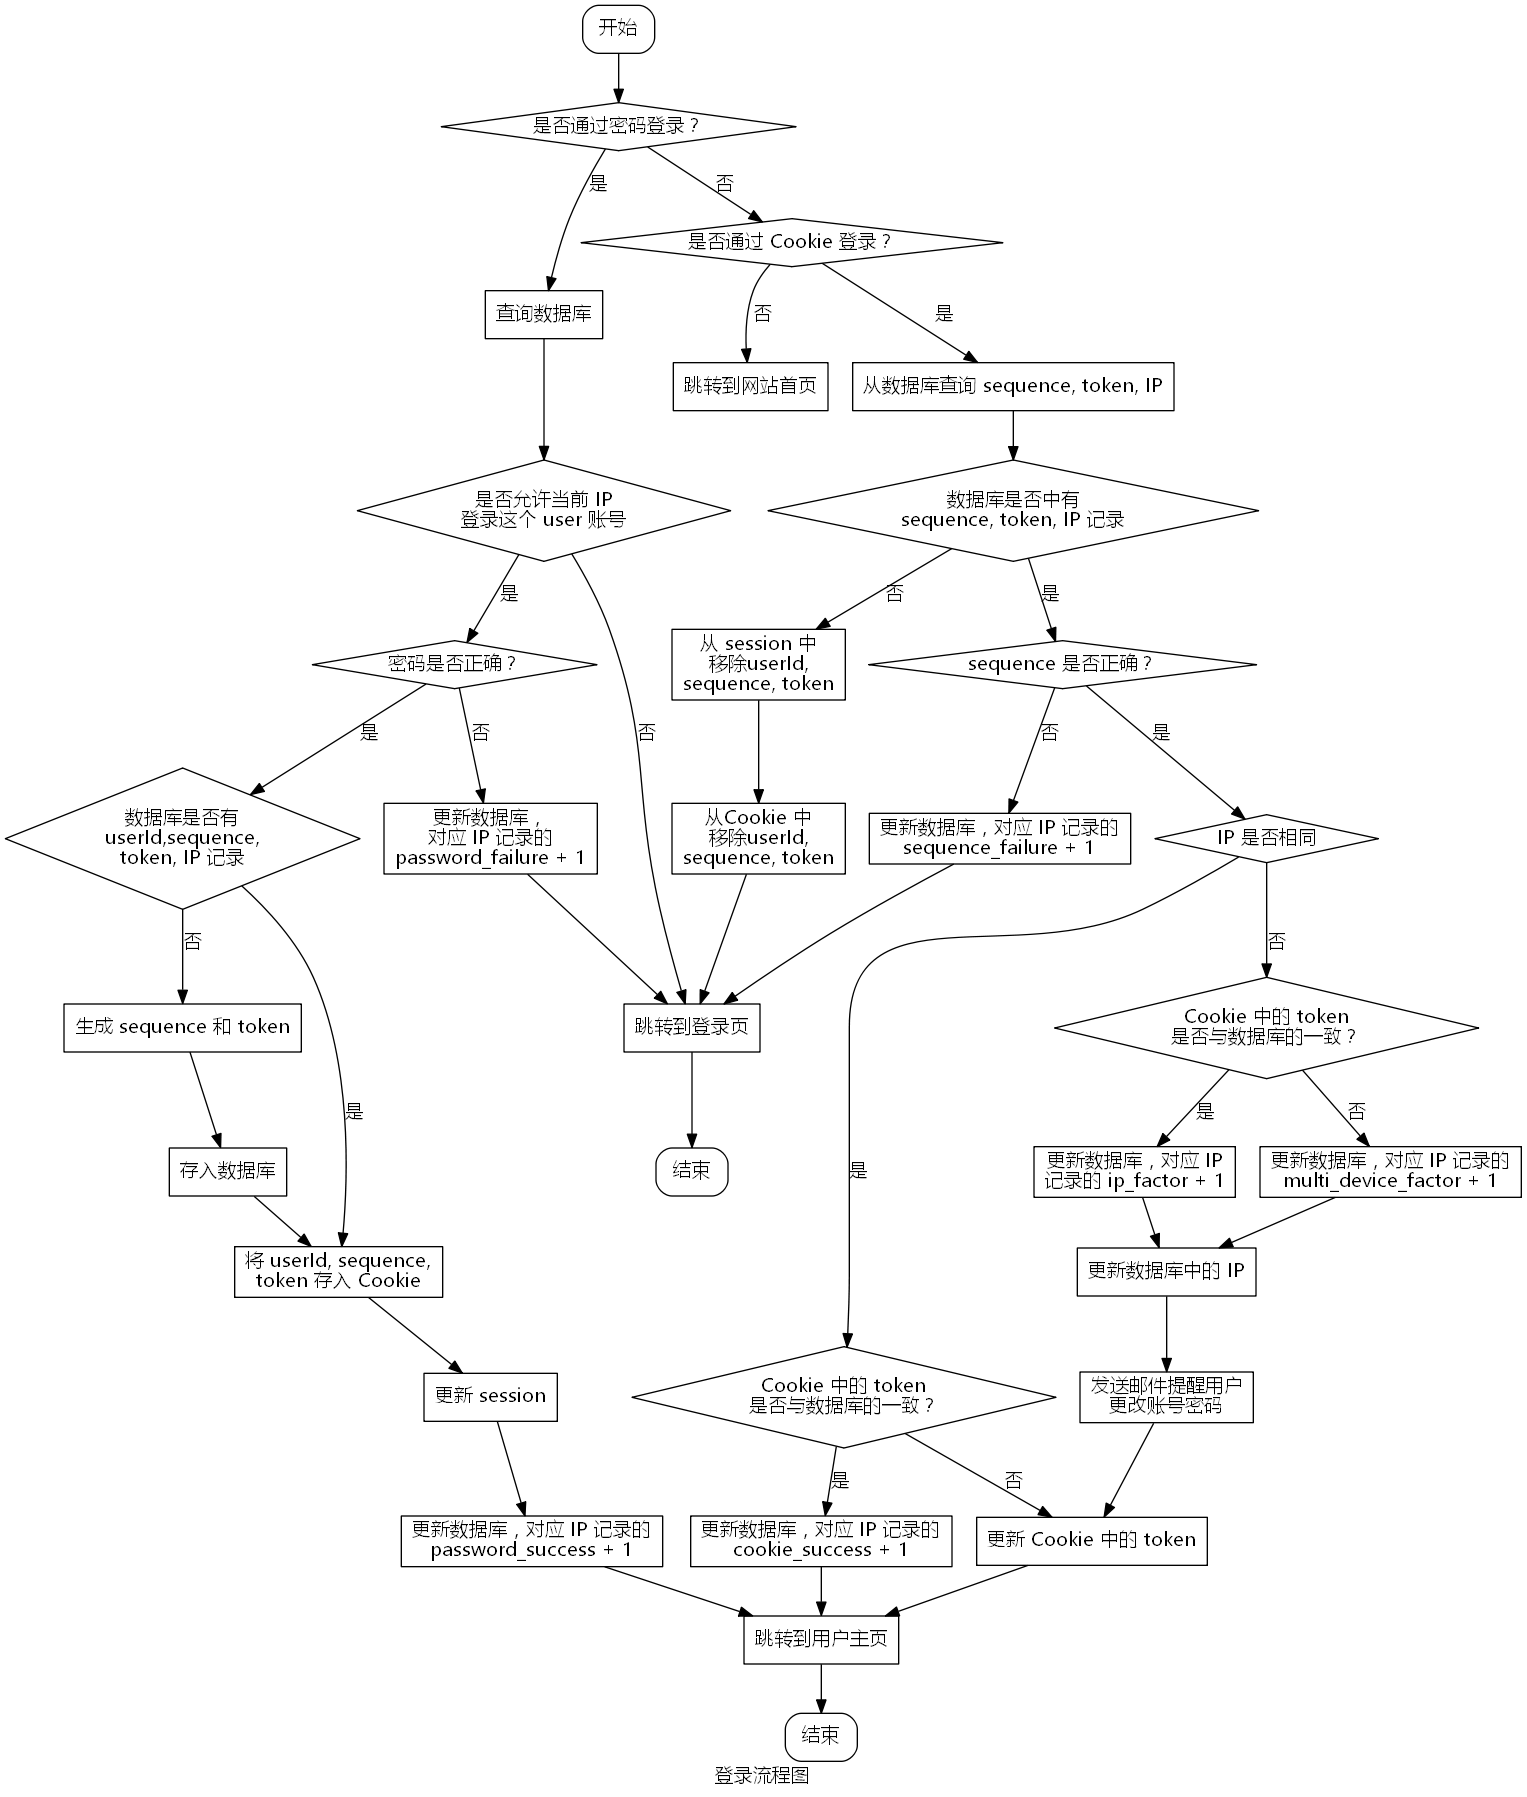 开始
是否通过密码登录？
是
否
是否通过 Cookie 登录？
查询数据库
否
是
跳转到网站首页
从数据库查询 sequence, token, IP
是否允许当前 IP
登录这个 user 账号
数据库是否中有
sequence, token, IP 记录
是
否
是
密码是否正确？
从 session 中
移除userId,
sequence, token
sequence 是否正确？
是
否
否
否
是
数据库是否有
userId,sequence,
token, IP 记录
更新数据库，
对应 IP 记录的
password_failure + 1
从Cookie 中
移除userId,
sequence, token
更新数据库，对应 IP 记录的
sequence_failure + 1
IP 是否相同
否
否
生成 sequence 和 token
跳转到登录页
Cookie 中的 token
是否与数据库的一致？
是
是
否
存入数据库
结束
是
更新数据库，对应 IP
记录的 ip_factor + 1
更新数据库，对应 IP 记录的
multi_device_factor + 1
将 userId, sequence,
token 存入 Cookie
更新数据库中的 IP
更新 session
Cookie 中的 token
是否与数据库的一致？
发送邮件提醒用户
更改账号密码
是
否
更新数据库，对应 IP 记录的
password_success + 1
更新数据库，对应 IP 记录的
cookie_success + 1
更新 Cookie 中的 token
跳转到用户主页
结束
登录流程图